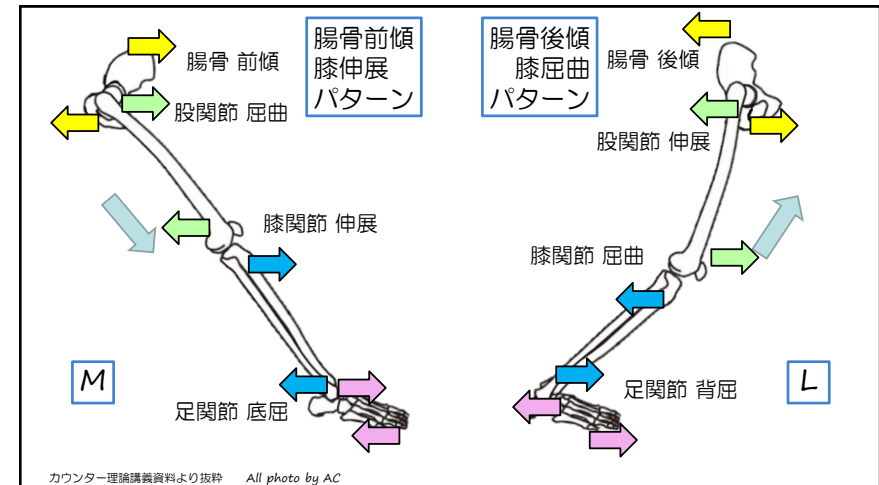 腸骨 前傾
腸骨前傾
膝伸展
パターン
股関節 屈曲
膝関節 伸展
M
足関節 底屈
腸骨後傾
膝屈曲
パターン
腸骨 後傾
股関節 伸展
膝関節 屈曲
足関節 背屈
L
カウンター理論講義資料より抜粋 All photo by AC